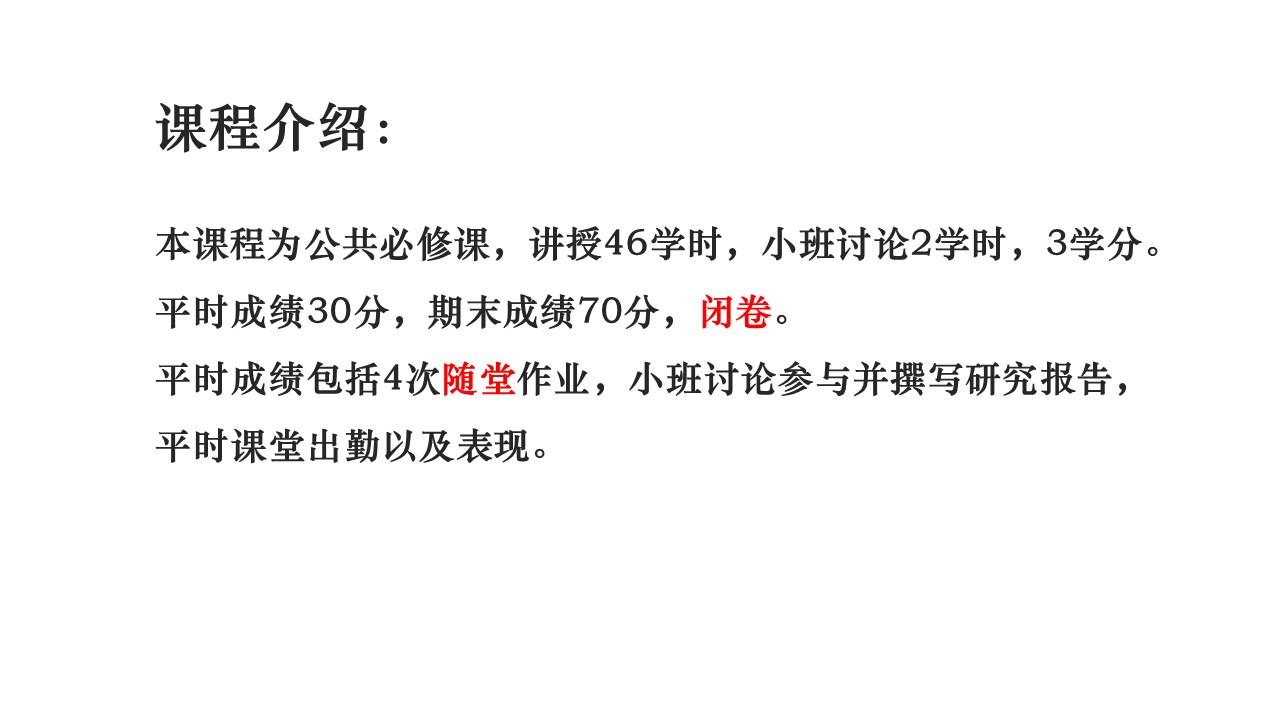 课程介绍：
本课程为公共必修课，讲授46学时，小班讨论2学时，3学分。
平时成绩30分，期末成绩70分，闭卷。
平时成绩包括4次随堂作业，小班讨论参与并撰写研究报告，
平时课堂出勤以及表现。